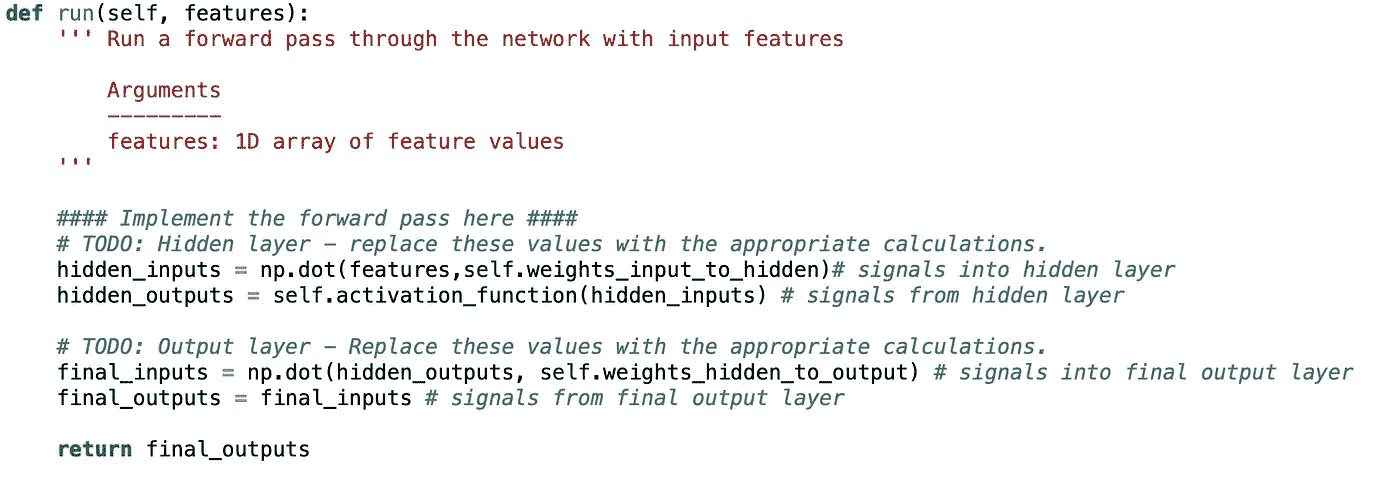 def run(self, features):
    ''' Run a forward pass through the network with input features

        Arguments
        ---------
        features: 1D array of feature values
    '''

    #### Implement the forward pass here ####
    # TODO: Hidden layer - replace these values with the appropriate calculations.
    hidden_inputs = np.dot(features,self.weights_input_to_hidden)# signals into hidden layer
    hidden_outputs = self.activation_function(hidden_inputs) # signals from hidden layer

    # TODO: Output layer - Replace these values with the appropriate calculations.
    final_inputs = np.dot(hidden_outputs, self.weights_hidden_to_output) # signals into final output layer
    final_outputs = final_inputs # signals from final output layer

    return final_outputs